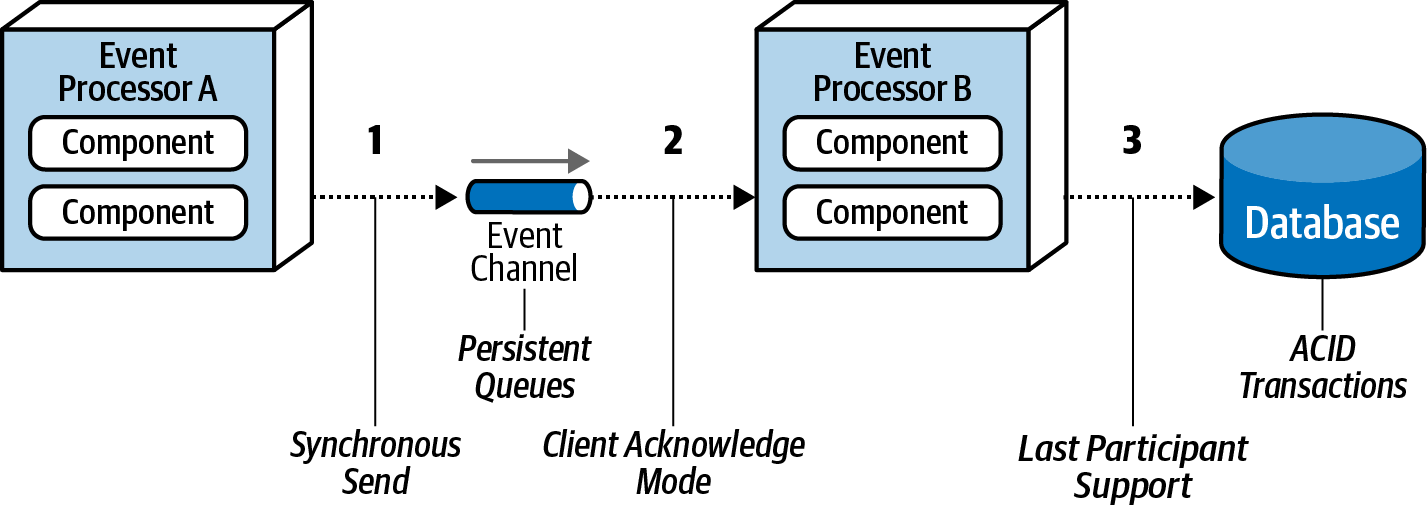 Event
Processor A
Component
Component
1
Event
Channel
Persistent
Queues
Synchronous
Send
2
Client Acknowledge
Mode
Event
Processor B
Component
Component
3
Last Participant
Support
Database
ACID
Transactions